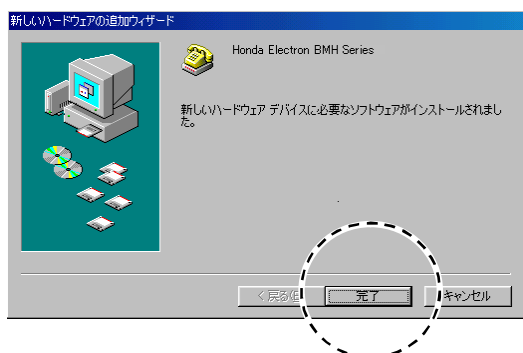 新しいハードウェアの追加ウィザード
Honda Electron BMH Series
新しいハードウェア デバイスに必要なソフトウェアがインストールされまし
た。
< 戻る(B
完了
キャンセル